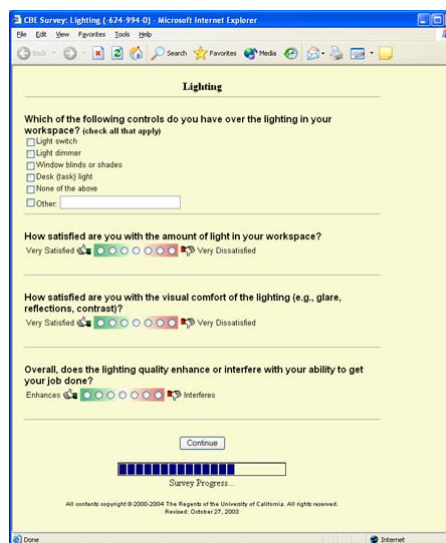 CBE Survey: Lighting (-624-994-0) - Microsoft Internet Explorer
File Edit View Favorites Tools Help
Back Search Favorites Media
Lighting
Which of the following controls do you have over the lighting in your
workspace? (check all that apply)
Light switch
Light dimmer
Window blinds or shades
Desk (task) light
None of the above
Other:
How satisfied are you with the amount of light in your workspace?
Very Satisfied Very Dissatisfied
How satisfied are you with the visual comfort of the lighting (e.g., glare,
reflections, contrast)?
Very Satisfied Very Dissatisfied
Overall, does the lighting quality enhance or interfere with your ability to get
your job done?
Enhances Interferes
Continue
Survey Progress...
All contents copyright © 2000-2004 The Regents of the University of California. All rights reserved.
Revised: October 27, 2003
Done Internet